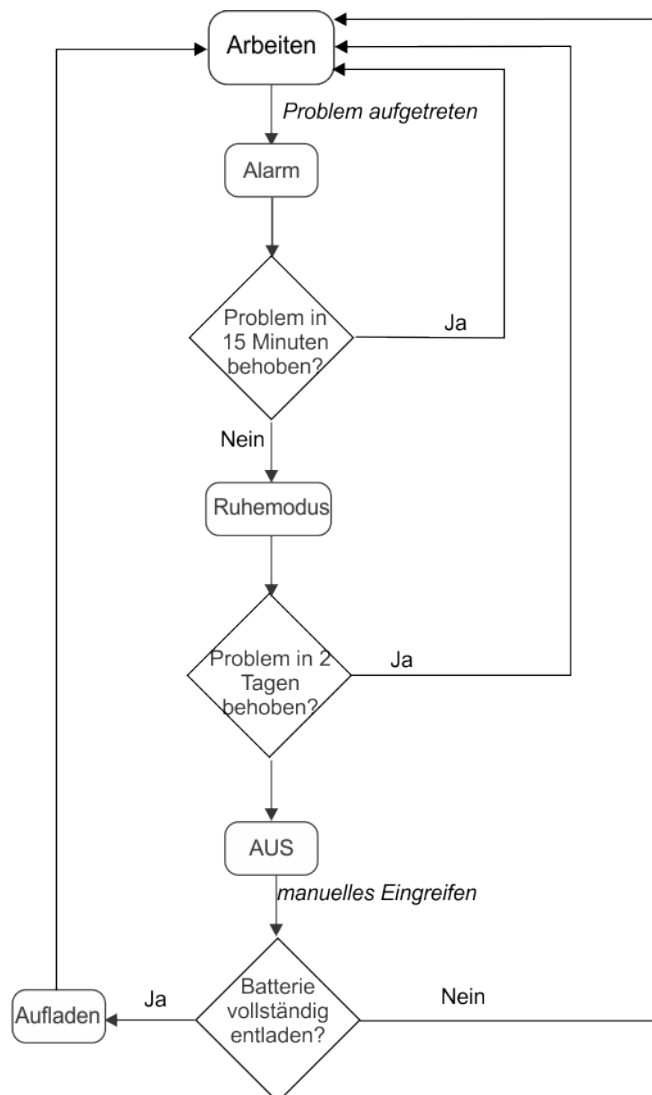 Arbeiten
Problem aufgetreten
Alarm
Problem in
15 Minuten
behoben?
Ja
Nein
Ruhemodus
Problem in 2
Tagen
behoben?
Ja
AUS
manuelles Eingreifen
Batterie
vollständig
entladen?
Ja
Nein
Aufladen